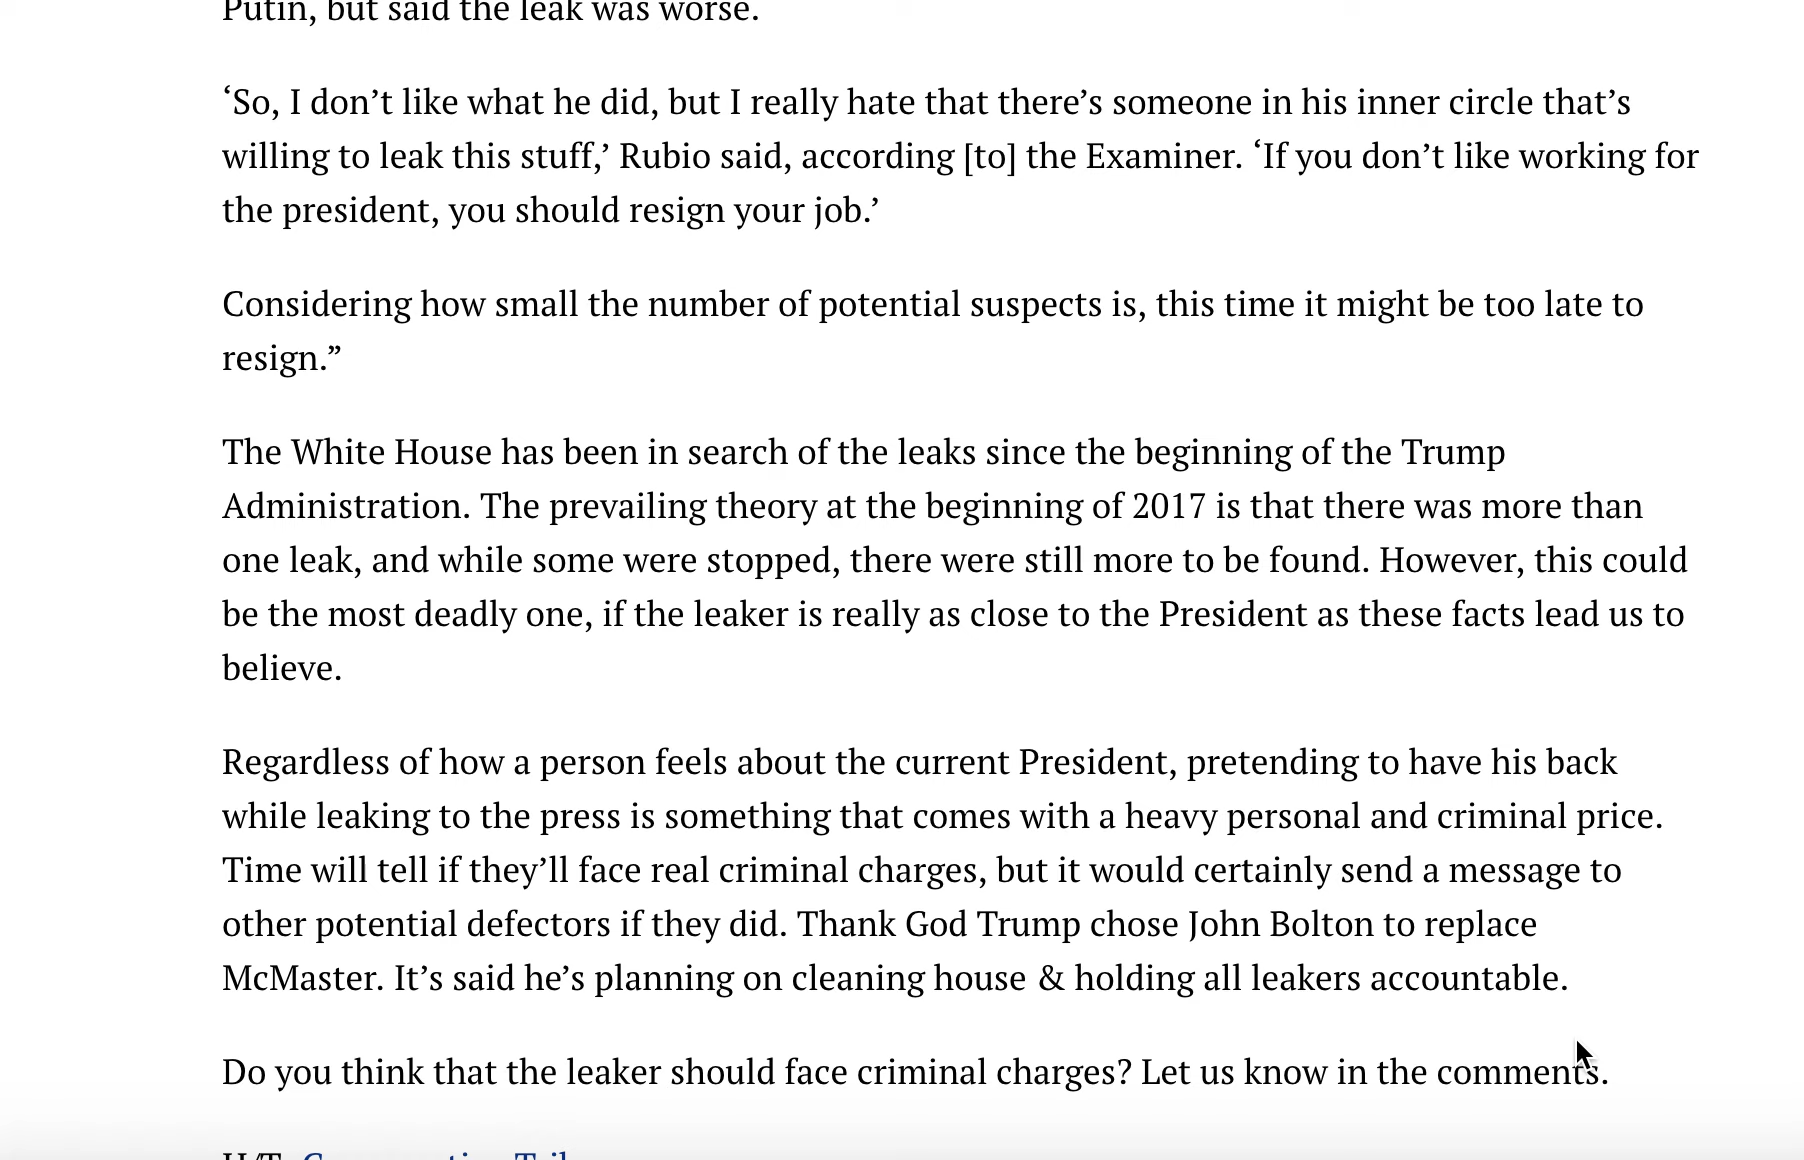 Putin, but said the leak was worse.
‘So, I don’t like what he did, but I really hate that there’s someone in his inner circle that’s
willing to leak this stuff,’ Rubio said, according [to] the Examiner. ‘If you don’t like working for
the president, you should resign your job.’
Considering how small the number of potential suspects is, this time it might be too late to
resign.”
The White House has been in search of the leaks since the beginning of the Trump
Administration. The prevailing theory at the beginning of 2017 is that there was more than
one leak, and while some were stopped, there were still more to be found. However, this could
be the most deadly one, if the leaker is really as close to the President as these facts lead us to
believe.
Regardless of how a person feels about the current President, pretending to have his back
while leaking to the press is something that comes with a heavy personal and criminal price.
Time will tell if they’ll face real criminal charges, but it would certainly send a message to
other potential defectors if they did. Thank God Trump chose John Bolton to replace
McMaster. It’s said he’s planning on cleaning house & holding all leakers accountable.
Do you think that the leaker should face criminal charges? Let us know in the comments.